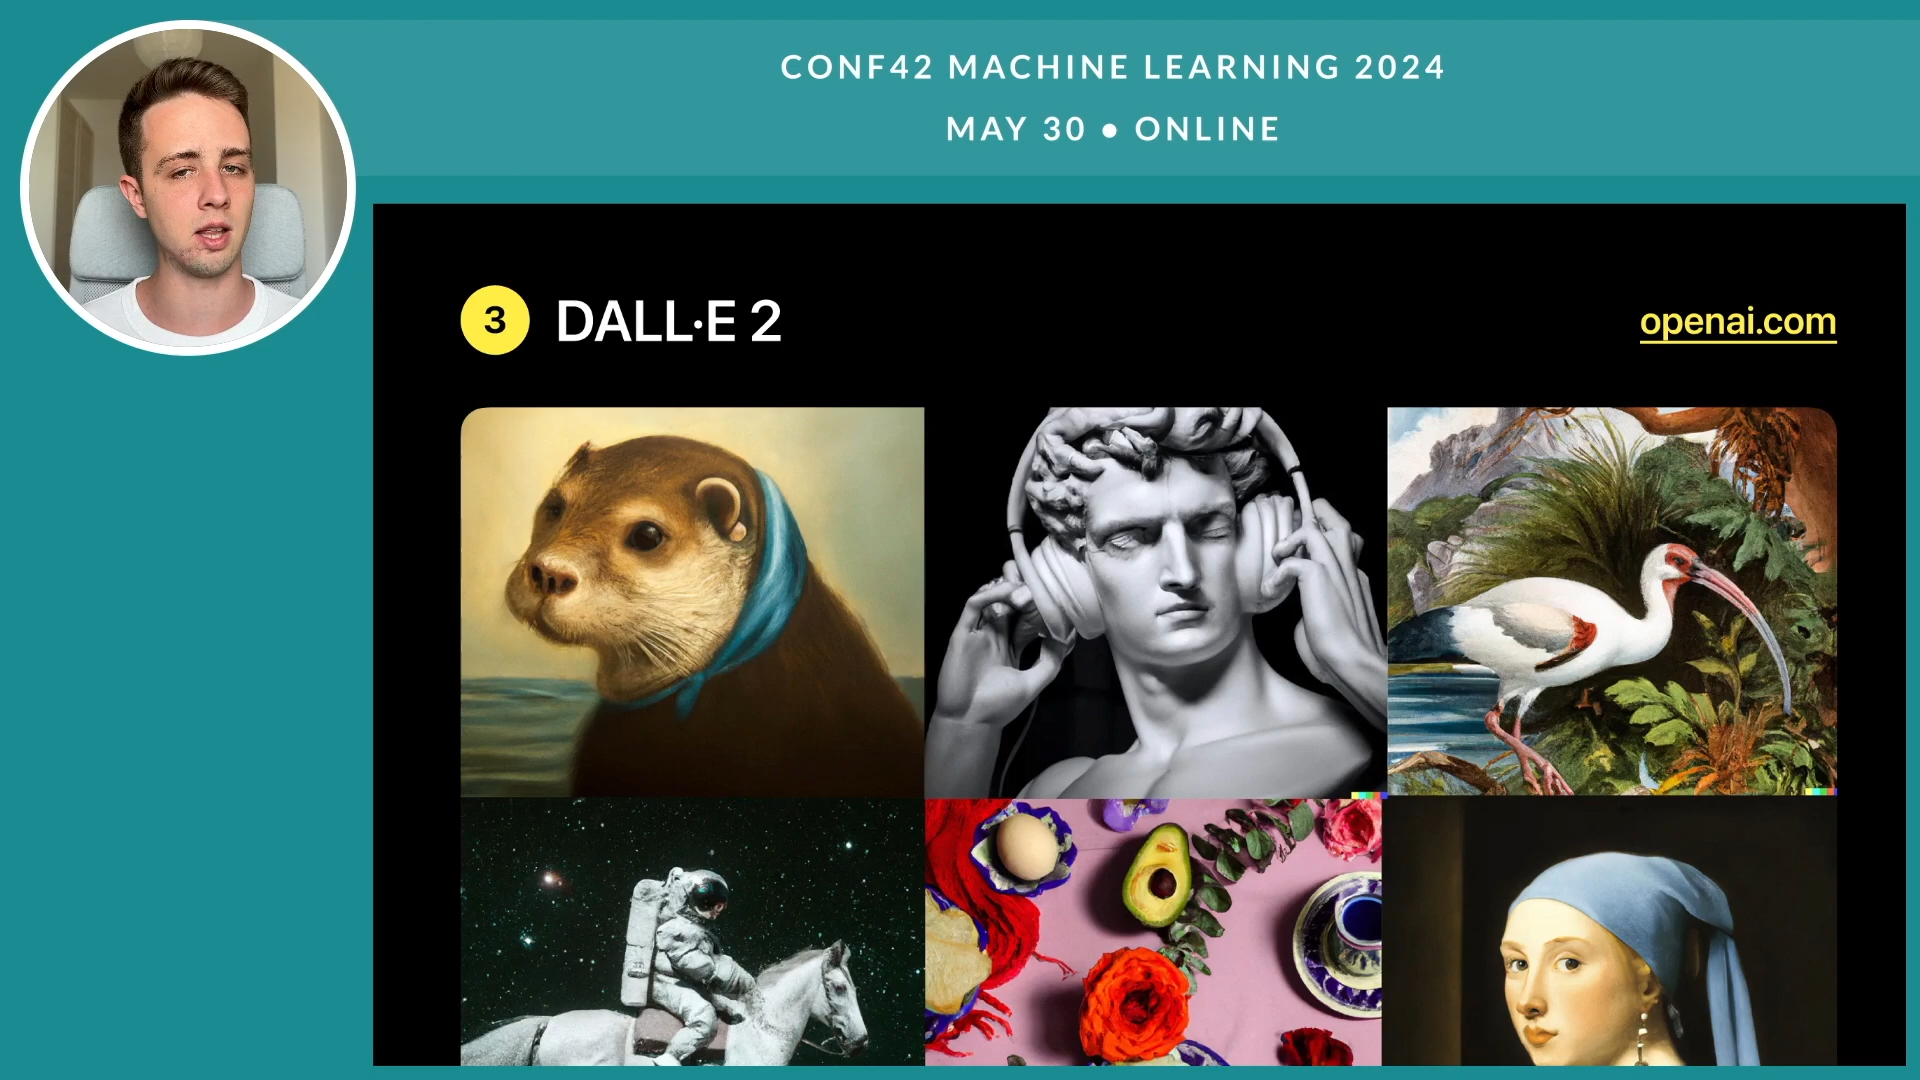 CONF42 MACHINE LEARNING 2024
MAY 30 ● ONLINE
3 DALL·E 2
openai.com